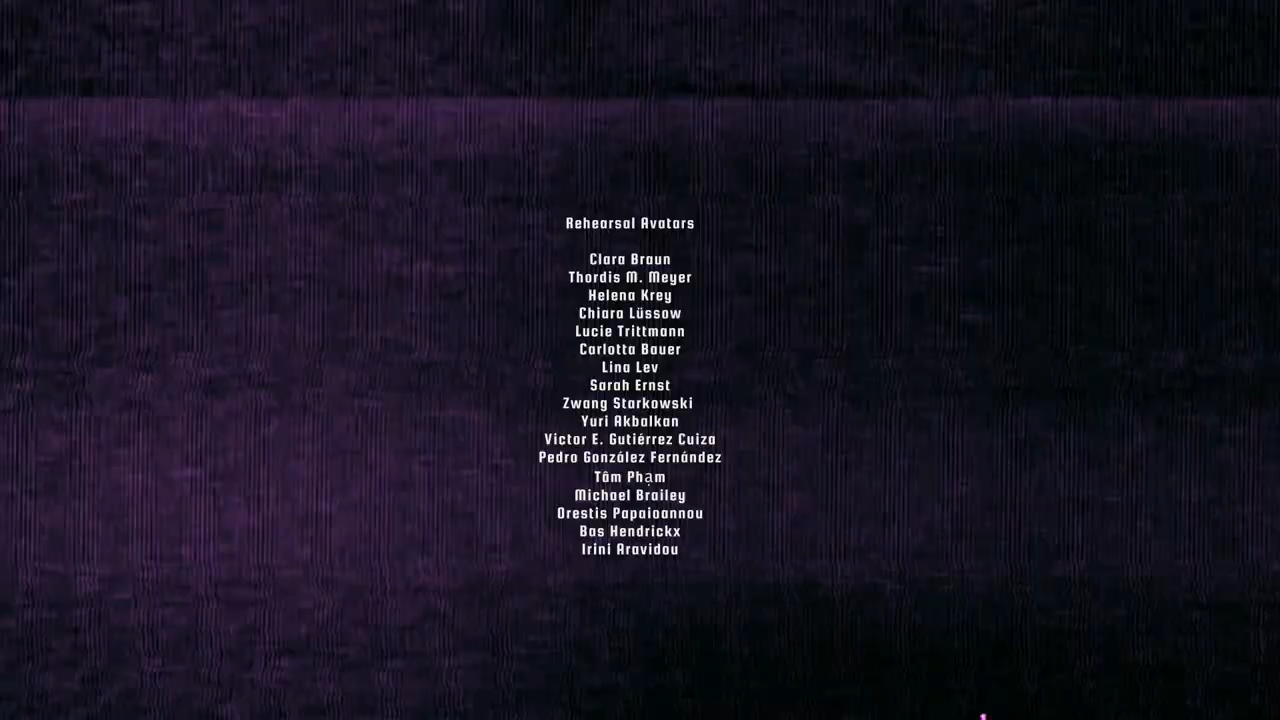 Rehearsal Avatars
Clara Braun
Thordis M. Meyer
Helena Krey
Chiara Lüssow
Lucie Trittmann
Carlotta Bauer
Lina Lev
Sarah Ernst
Zwang Starkowski
Yuri Akbalkan
Victor E. Gutiérrez Cuiza
Pedro González Fernández
Tâm Phạm
Michael Brailey
Orestis Papaioannou
Bas Hendrickx
Irini Aravidou